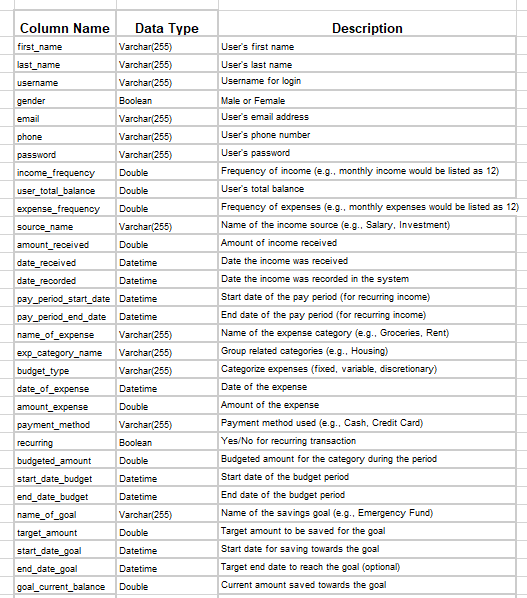 Column Name Data Type Description
first_name Varchar(255) User's first name
last_name Varchar(255) User's last name
username Varchar(255) Username for login
gender Boolean Male or Female
email Varchar(255) User's email address
phone Varchar(255) User's phone number
password Varchar(255) User's password
income_frequency Double Frequency of income (e.g., monthly income would be listed as 12)
user_total_balance Double User's total balance
expense_frequency Double Frequency of expenses (e.g., monthly expenses would be listed as 12)
source_name Varchar(255) Name of the income source (e.g., Salary, Investment)
amount_received Double Amount of income received
date_received Datetime Date the income was received
date_recorded Datetime Date the income was recorded in the system
pay_period_start_date Datetime Start date of the pay period (for recurring income)
pay_period_end_date Datetime End date of the pay period (for recurring income)
name_of_expense Varchar(255) Name of the expense category (e.g., Groceries, Rent)
exp_category_name Varchar(255) Group related categories (e.g., Housing)
budget_type Varchar(255) Categorize expenses (fixed, variable, discretionary)
date_of_expense Datetime Date of the expense
amount_expense Double Amount of the expense
payment_method Varchar(255) Payment method used (e.g., Cash, Credit Card)
recurring Boolean Yes/No for recurring transaction
budgeted_amount Double Budgeted amount for the category during the period
start_date_budget Datetime Start date of the budget period
end_date_budget Datetime End date of the budget period
name_of_goal Varchar(255) Name of the savings goal (e.g., Emergency Fund)
target_amount Double Target amount to be saved for the goal
start_date_goal Datetime Start date for saving towards the goal
end_date_goal Datetime Target end date to reach the goal (optional)
goal_current_balance Double Current amount saved towards the goal